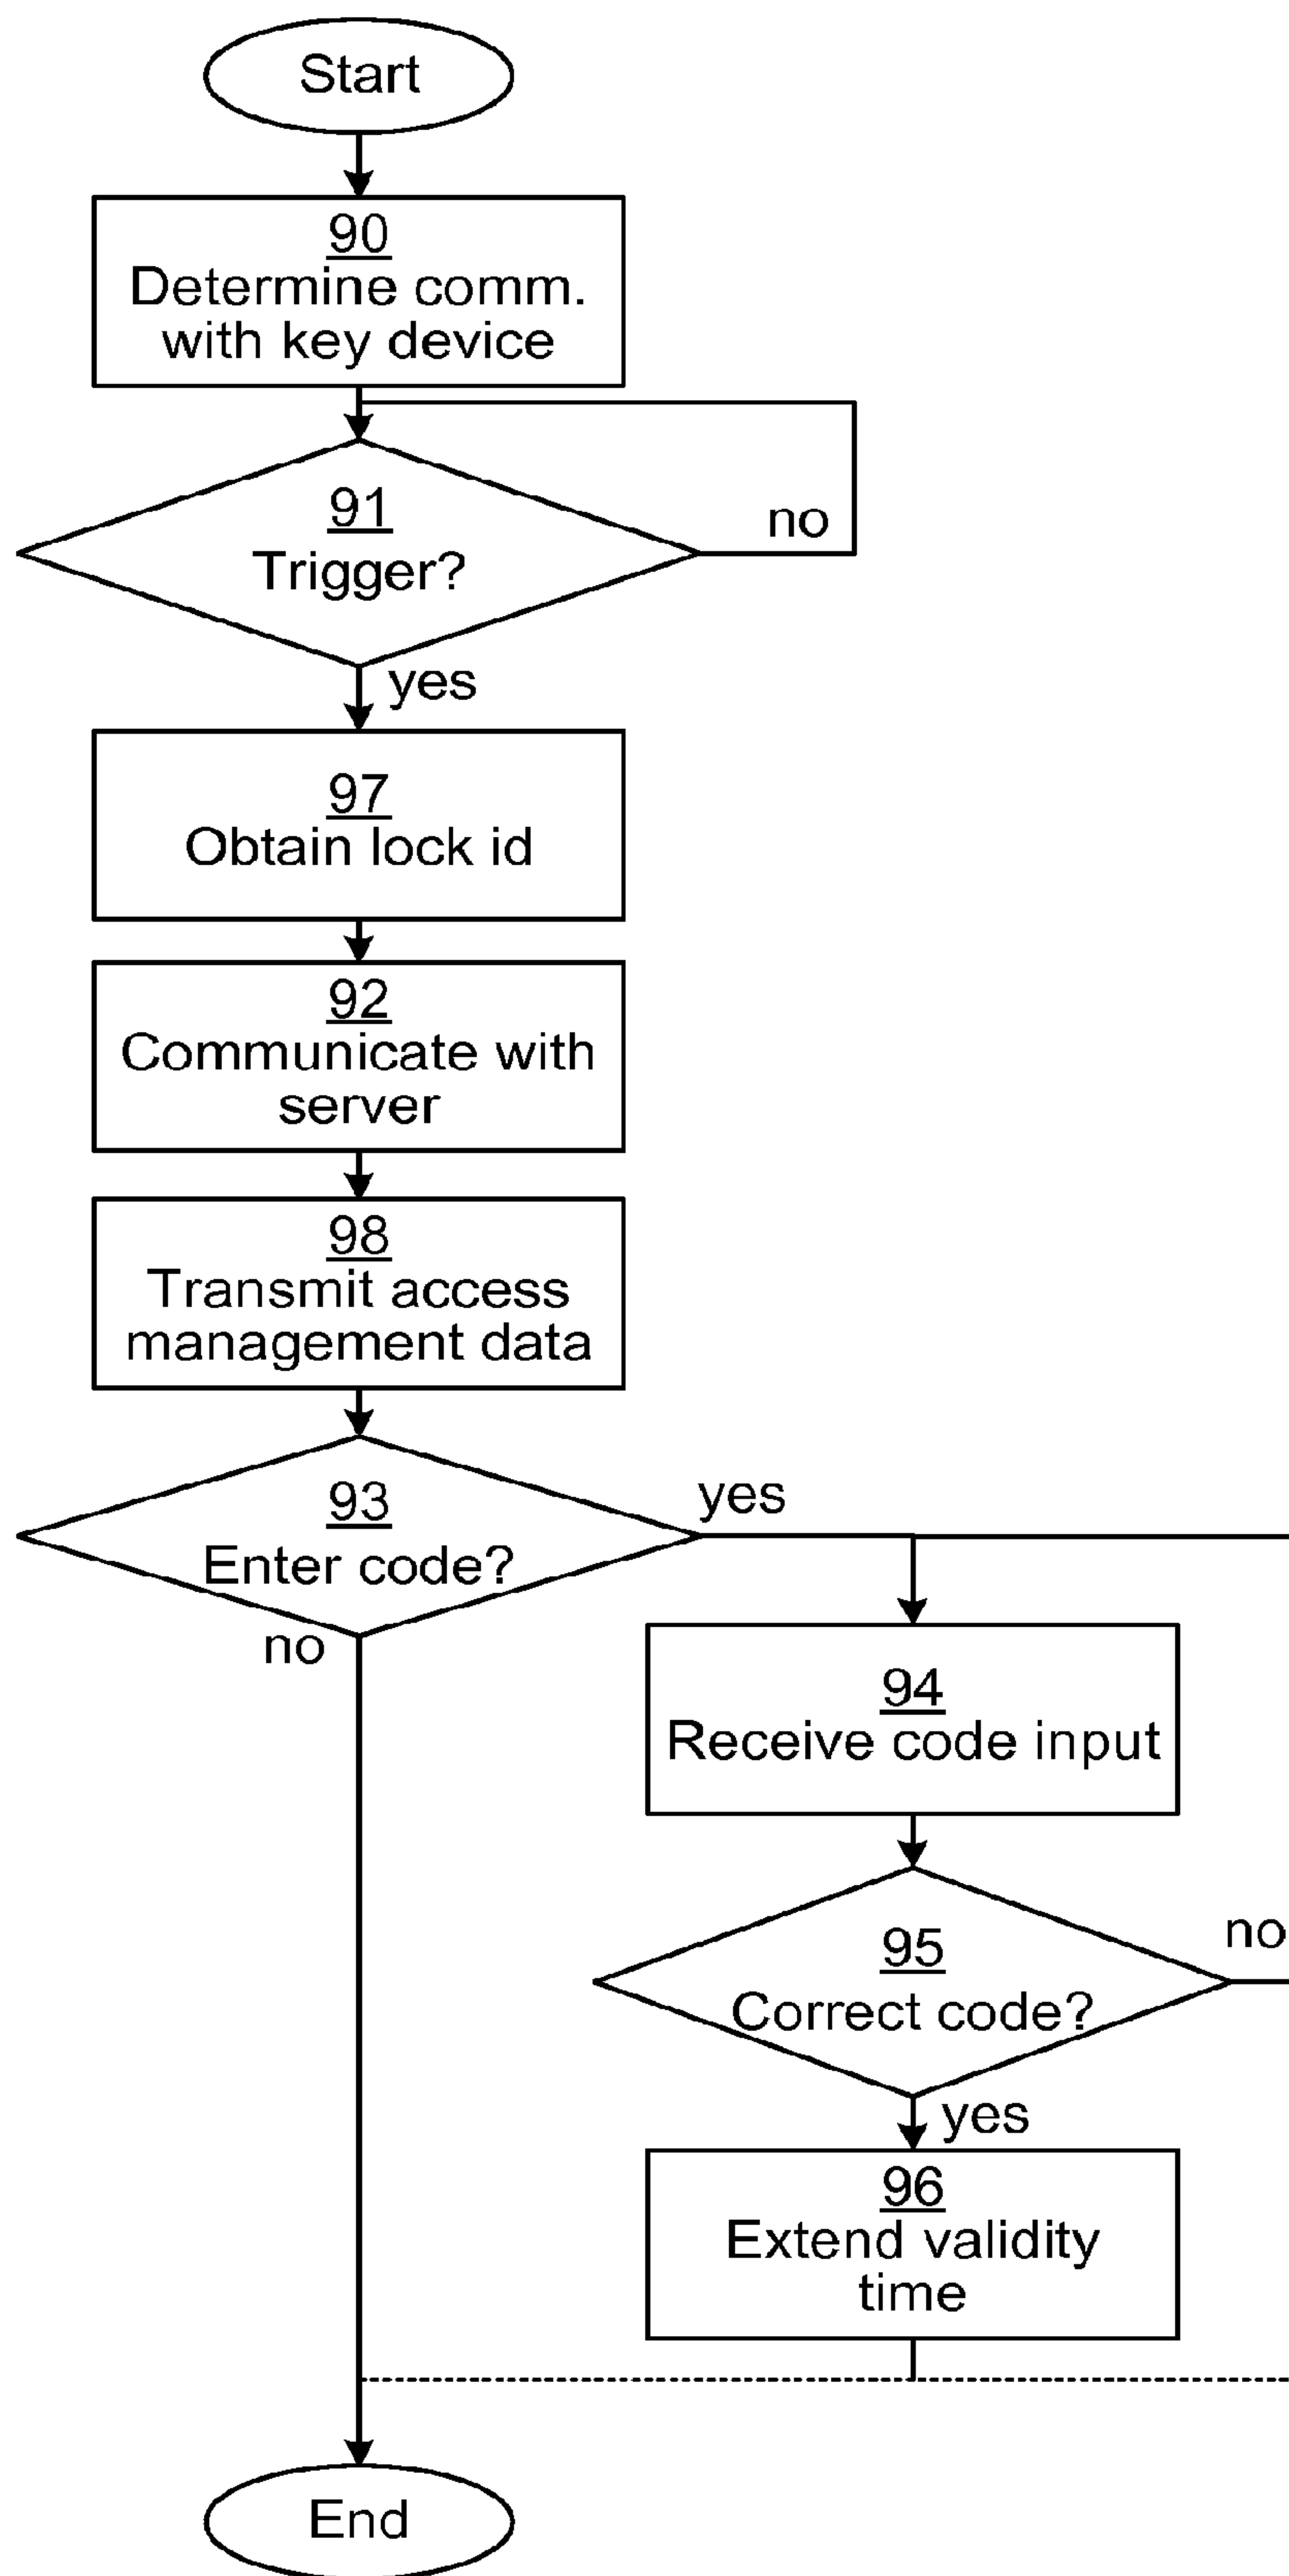 Start
90
Determine comm.
with key device
91
Trigger?
no
yes
97
Obtain lock id
92
Communicate with
server
98
Transmit access
management data
93
Enter code?
yes
no
94
Receive code input
95
Correct code?
no
yes
96
Extend validity
time
End